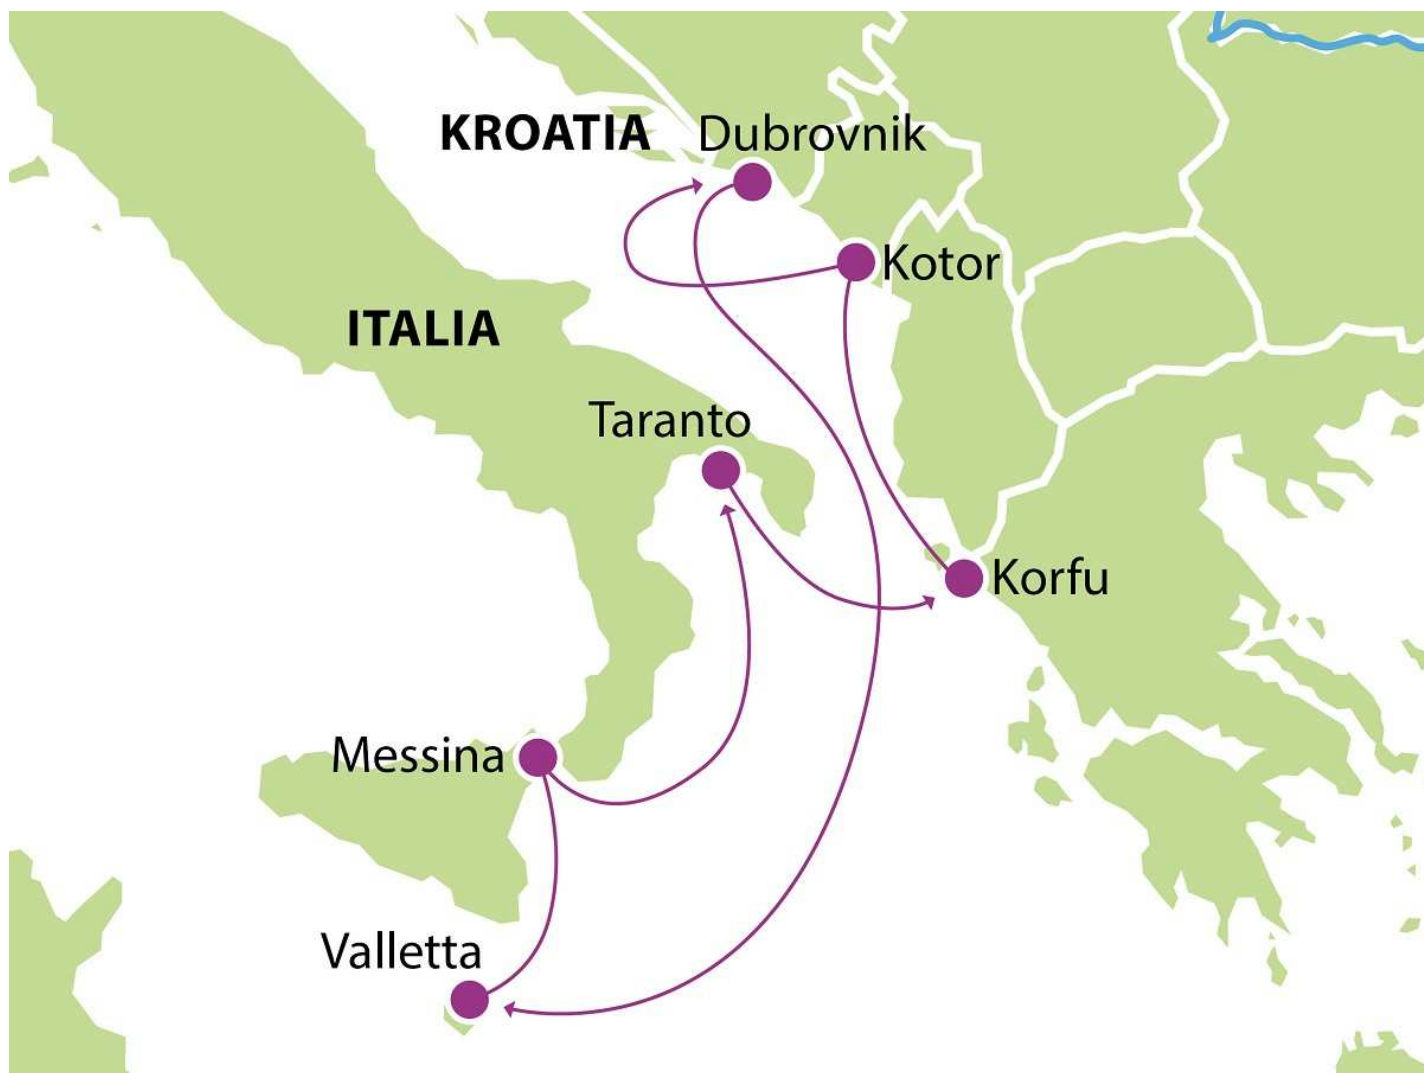 KROATIA
Dubrovnik
Kotor
ITALIA
Taranto
Korfu
Messina
Valletta